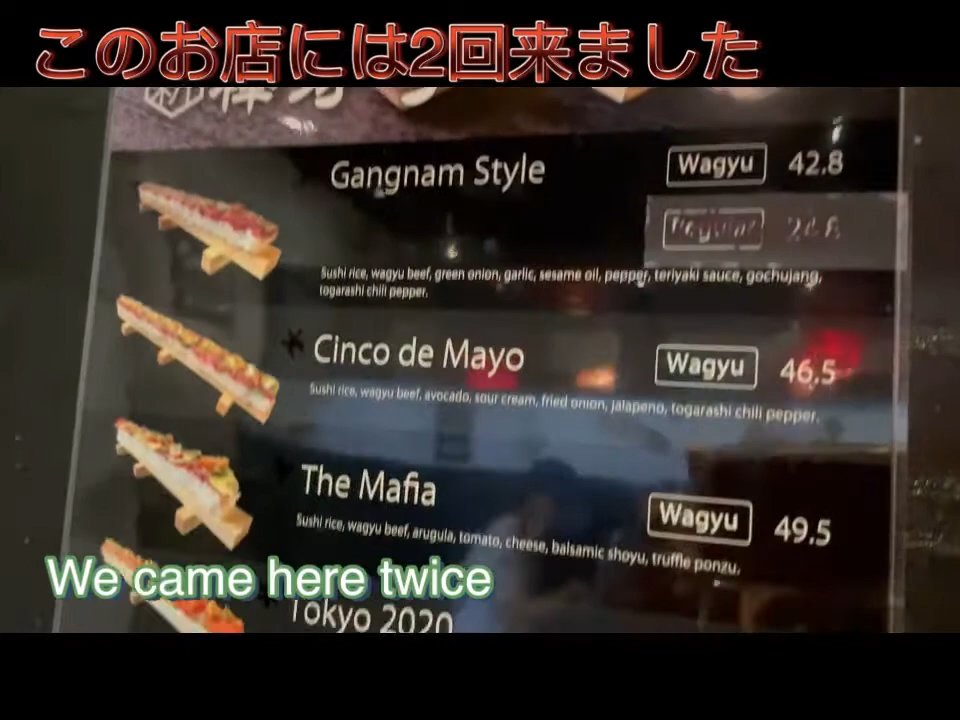 このお店には2回来ました
Gangnam Style
Wagyu 42.8
Regular
Sushi rice, wagyu beef, green onion, garlic, sesame oil, pepper, teriyaki sauce, gochujang,
togarashi chili pepper.
Cinco de Mayo
Wagyu 46.5
Sushi rice, wagyu beef, avocado, sour cream, fried onion, jalapeno, togarashi chili pepper.
The Mafia
Wagyu 49.5
Sushi rice, wagyu beef, arugula, tomato, cheese, balsamic shoyu, truffle ponzu.
We came here twice
Tokyo 2020